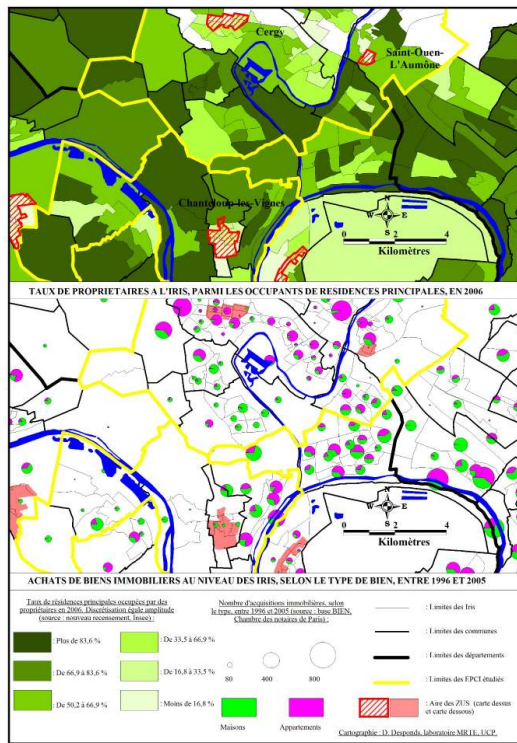 Cergy
Saint-Ouen-
L'Aumône
Chanteloup-les-Vignes
N
W E
S
0 2 4
Kilomètres
TAUX DE PROPRIETAIRES A L'IRIS, PARMI LES OCCUPANTS DE RESIDENCES PRINCIPALES, EN 2006
N
W E
S
0 2 4
Kilomètres
ACHATS DE BIENS IMMOBILIERS AU NIVEAU DES IRIS, SELON LE TYPE DE BIEN, ENTRE 1996 ET 2005
Taux de résidences principales occupées par des
propriétaires en 2006. Discrétisation égale amplitude
(source : nouveau recensement, Insee) :
Plus de 83,6 %
De 33,5 à 66,9 %
De 66,9 à 83,6 %
De 16,8 à 33,5 %
De 50,2 à 66,9 %
Moins de 16,8 %
Nombre d'acquisitions immobilières, selon
le type, entre 1996 et 2005 (source : base BIEN,
Chambre des notaires de Paris) :
80 400 800
Maisons Appartements
: Limites des Iris
: Limites des communes
: Limites des départements
: Limites des EPCI étudiés
: Aire des ZUS (carte dessus
et carte dessous)
Cartographie : D. Desponds, laboratoire MRTE, UCP